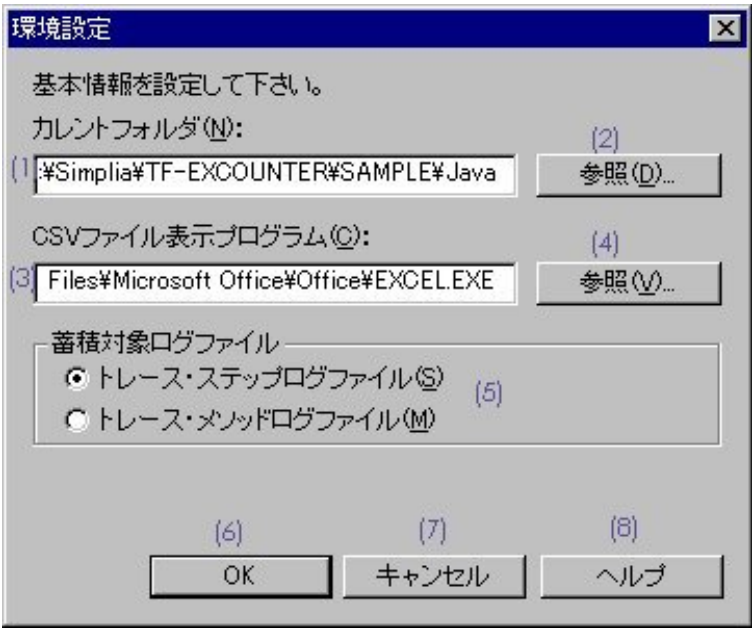 環境設定
基本情報を設定して下さい。
カレントフォルダ(N):
(2)
(1) :¥Simplia¥TF-EXCOUNTER¥SAMPLE¥Java 参照(D)...
CSVファイル表示プログラム(C):
(4)
(3) Files¥Microsoft Office¥Office¥EXCEL.EXE 参照(V)...
蓄積対象ログファイル
トレース・ステップログファイル(S)
(5)
トレース・メソッドログファイル(M)
(6) (7) (8)
OK キャンセル ヘルプ